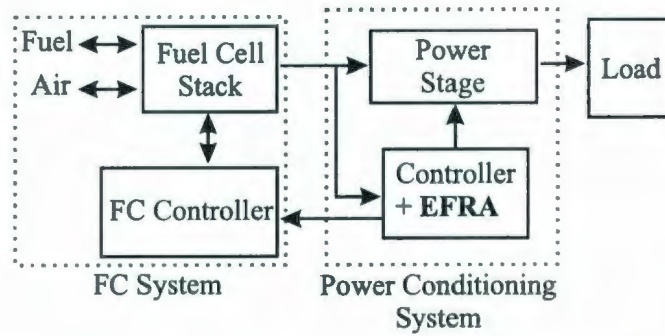 Fuel
Air
Fuel Cell
Stack
Power
Stage
Load
FC Controller
Controller
+ EFRA
FC System
Power Conditioning
System